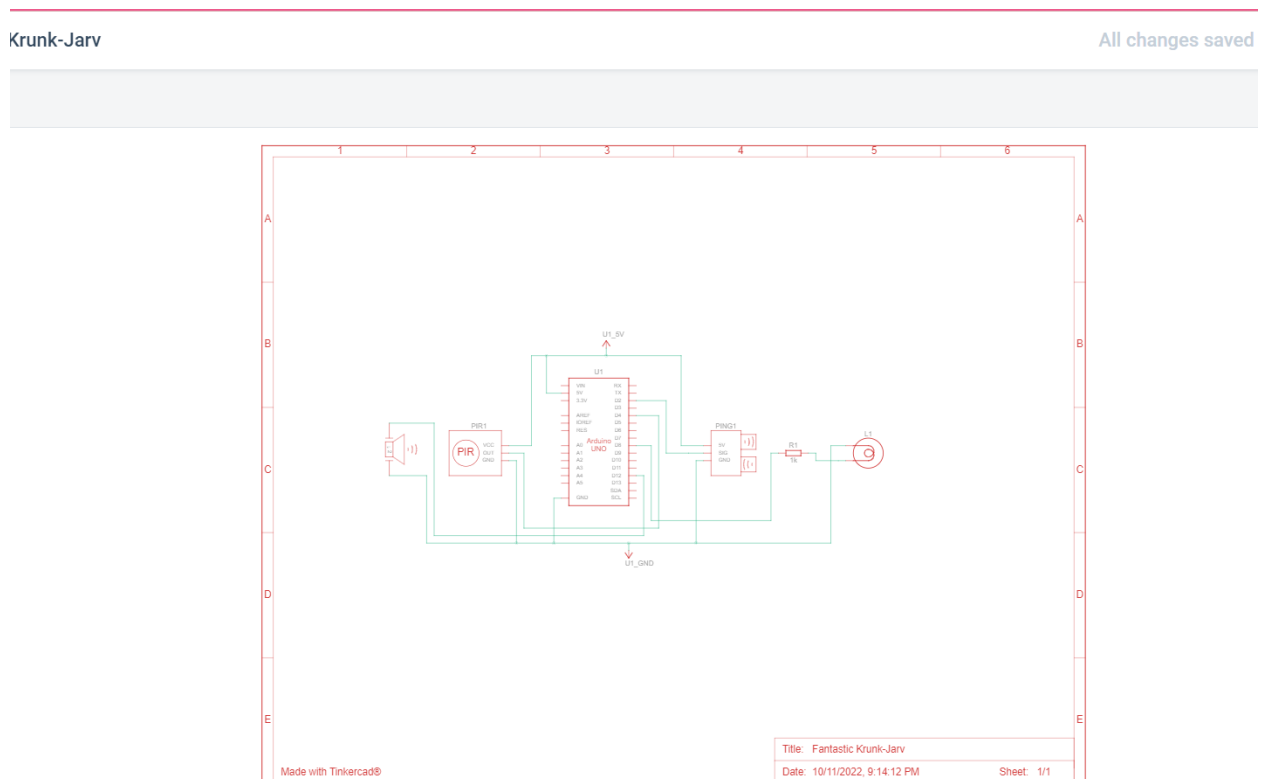 Krunk-Jarv
All changes saved
1 2 3 4 5 6
A A
U1_5V
B B
U1
VIN RX
5V TX
3.3V D2
D3
AREF D4
IOREF D5
RES D6
D7
A0 D8
A1 D9
A2 D10
A3 D11
A4 D12
A5 D13
SDA
GND SCL
Arduino
UNO
PIR1
PIR
VCC
OUT
GND
PING1
5V
SIG
GND
R1
1k
L1
C C
U1_GND
D D
E E
Title: Fantastic Krunk-Jarv
Made with Tinkercad®
Date: 10/11/2022, 9:14:12 PM
Sheet: 1/1